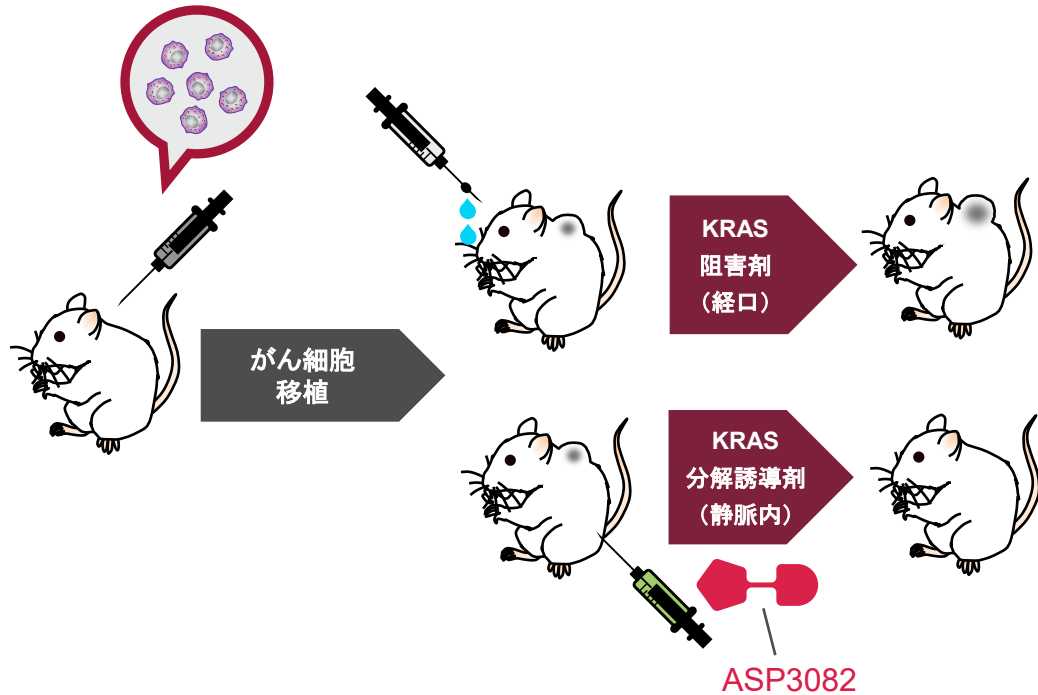 がん細胞
移植
KRAS
阻害剤
（経口）
KRAS
分解誘導剤
（静脈内）
ASP3082